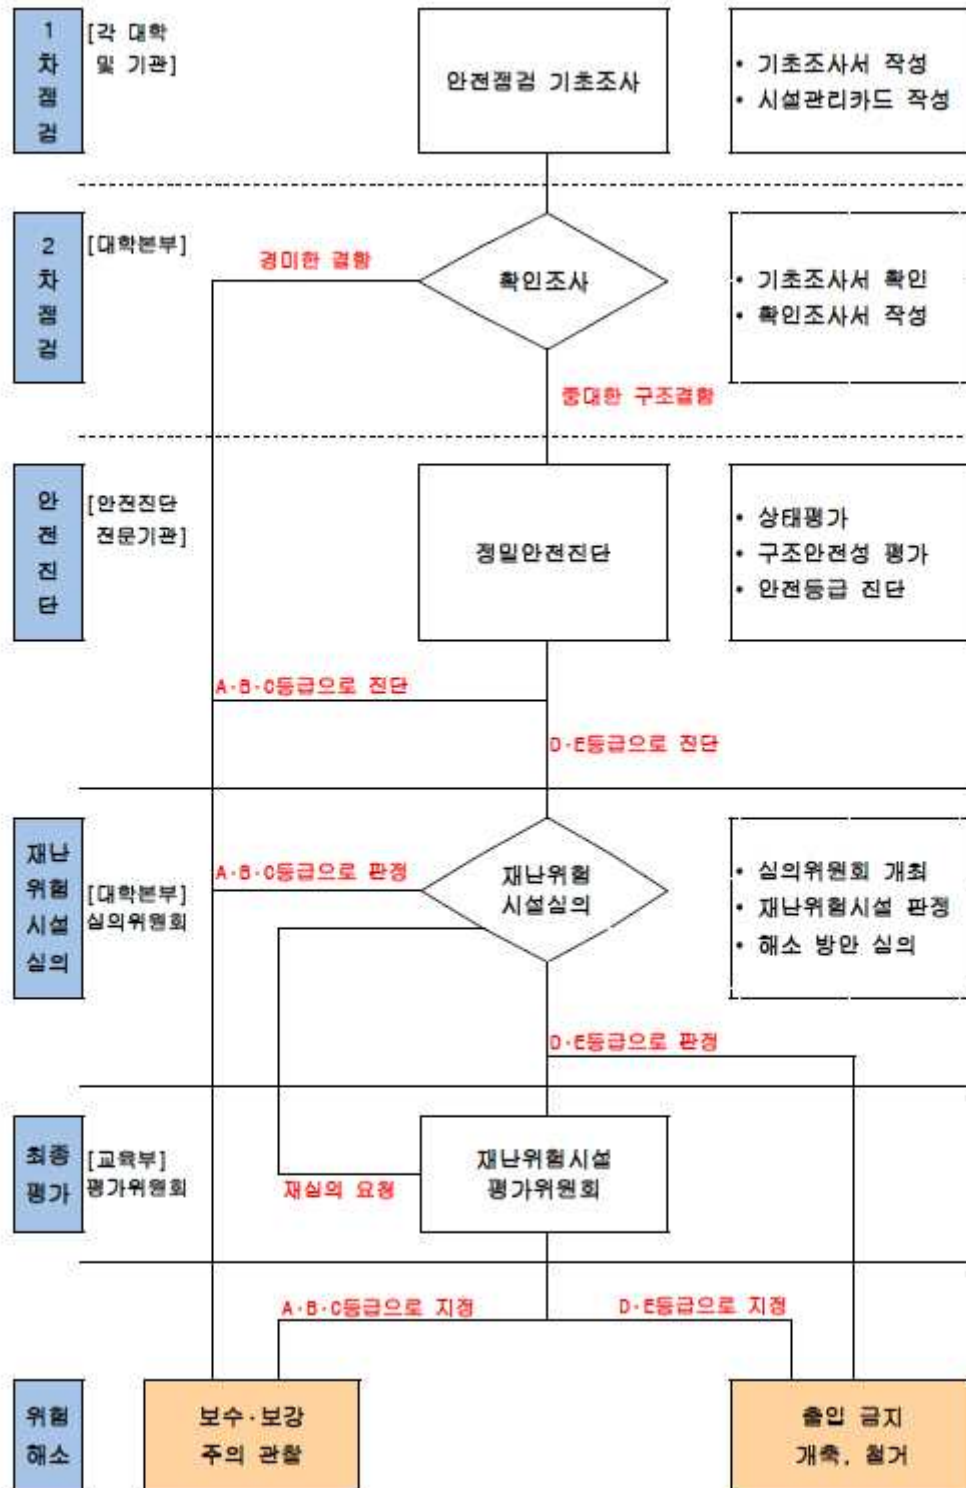 1
차
점
검
[각 대학
및 기관]
안전점검 기초조사
• 기초조사서 작성
• 시설관리카드 작성
2
차
점
검
[대학본부]
경미한 결함
확인조사
• 기초조사서 확인
• 확인조사서 작성
중대한 구조결함
안
전
진
단
[안전진단
전문기관]
정밀안전진단
• 상태평가
• 구조안전성 평가
• 안전등급 진단
A·B·C등급으로 진단
D·E등급으로 진단
재난
위험
시설
심의
[대학본부]
심의위원회
A·B·C등급으로 판정
재난위험
시설심의
• 심의위원회 개최
• 재난위험시설 판정
• 해소 방안 심의
D·E등급으로 판정
최종
평가
[교육부]
평가위원회
재심의 요청
재난위험시설
평가위원회
A·B·C등급으로 지정
D·E등급으로 지정
위험
해소
보수·보강
주의 관찰
출입 금지
개축, 철거